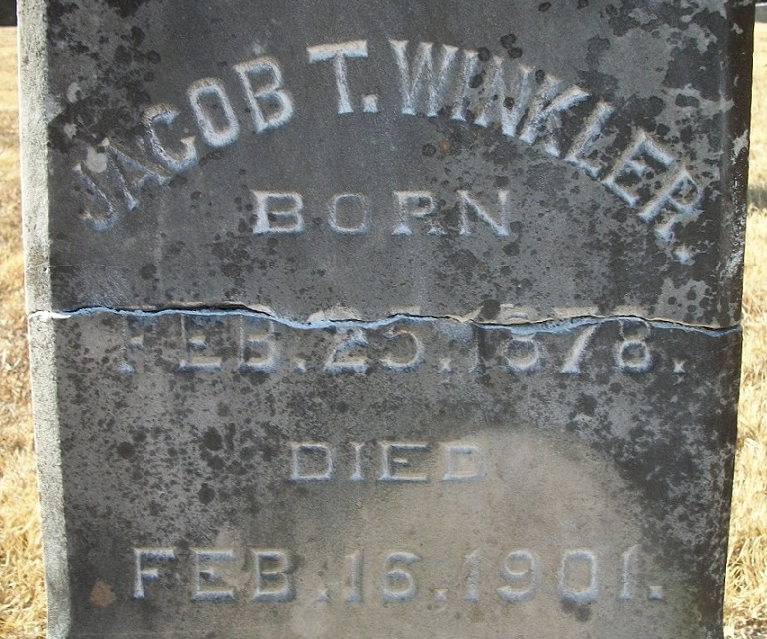 JACOB T. WINKLER.
BORN
FEB. 25. 1878.
DIED
FEB. 16, 1901.